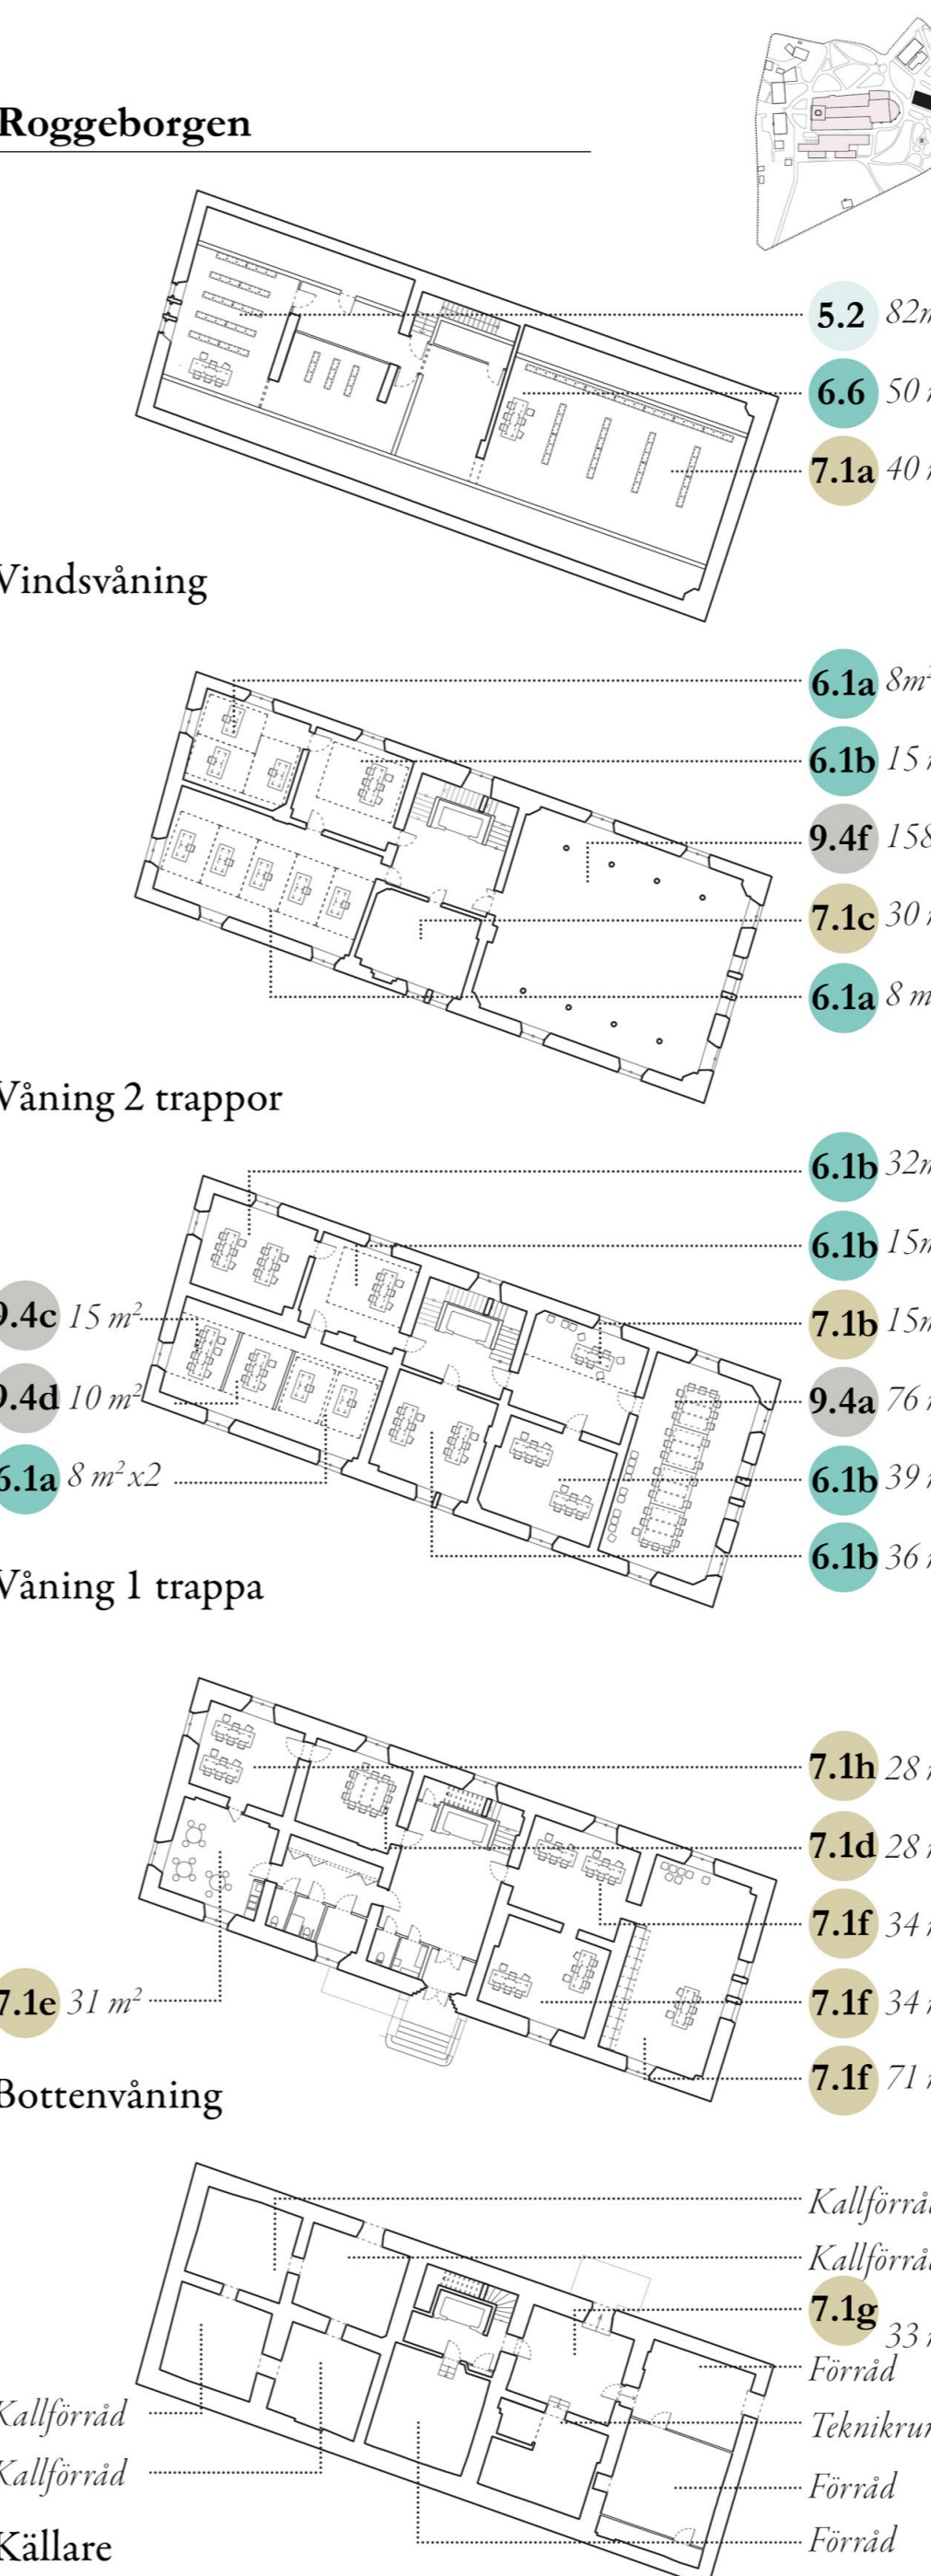 Roggeborgen
5.2 82m
6.6 50
7.1a 40
Vindsvåning
6.1a 8m²
6.1b 15
9.4f 158
7.1c 30
6.1a 8 m
Våning 2 trappor
6.1b 32m
6.1b 15m
9.4c 15 m²
7.1b 15m
9.4d 10 m²
9.4a 76
6.1a 8 m² x2
6.1b 39
6.1b 36
Våning 1 trappa
7.1h 28
7.1d 28
7.1f 34
7.1e 31 m²
7.1f 34
7.1f 71
Bottenvåning
Kallförråd
Kallförråd
7.1g
33
Förråd
Kallförråd
Teknikrum
Kallförråd
Förråd
Förråd
Källare